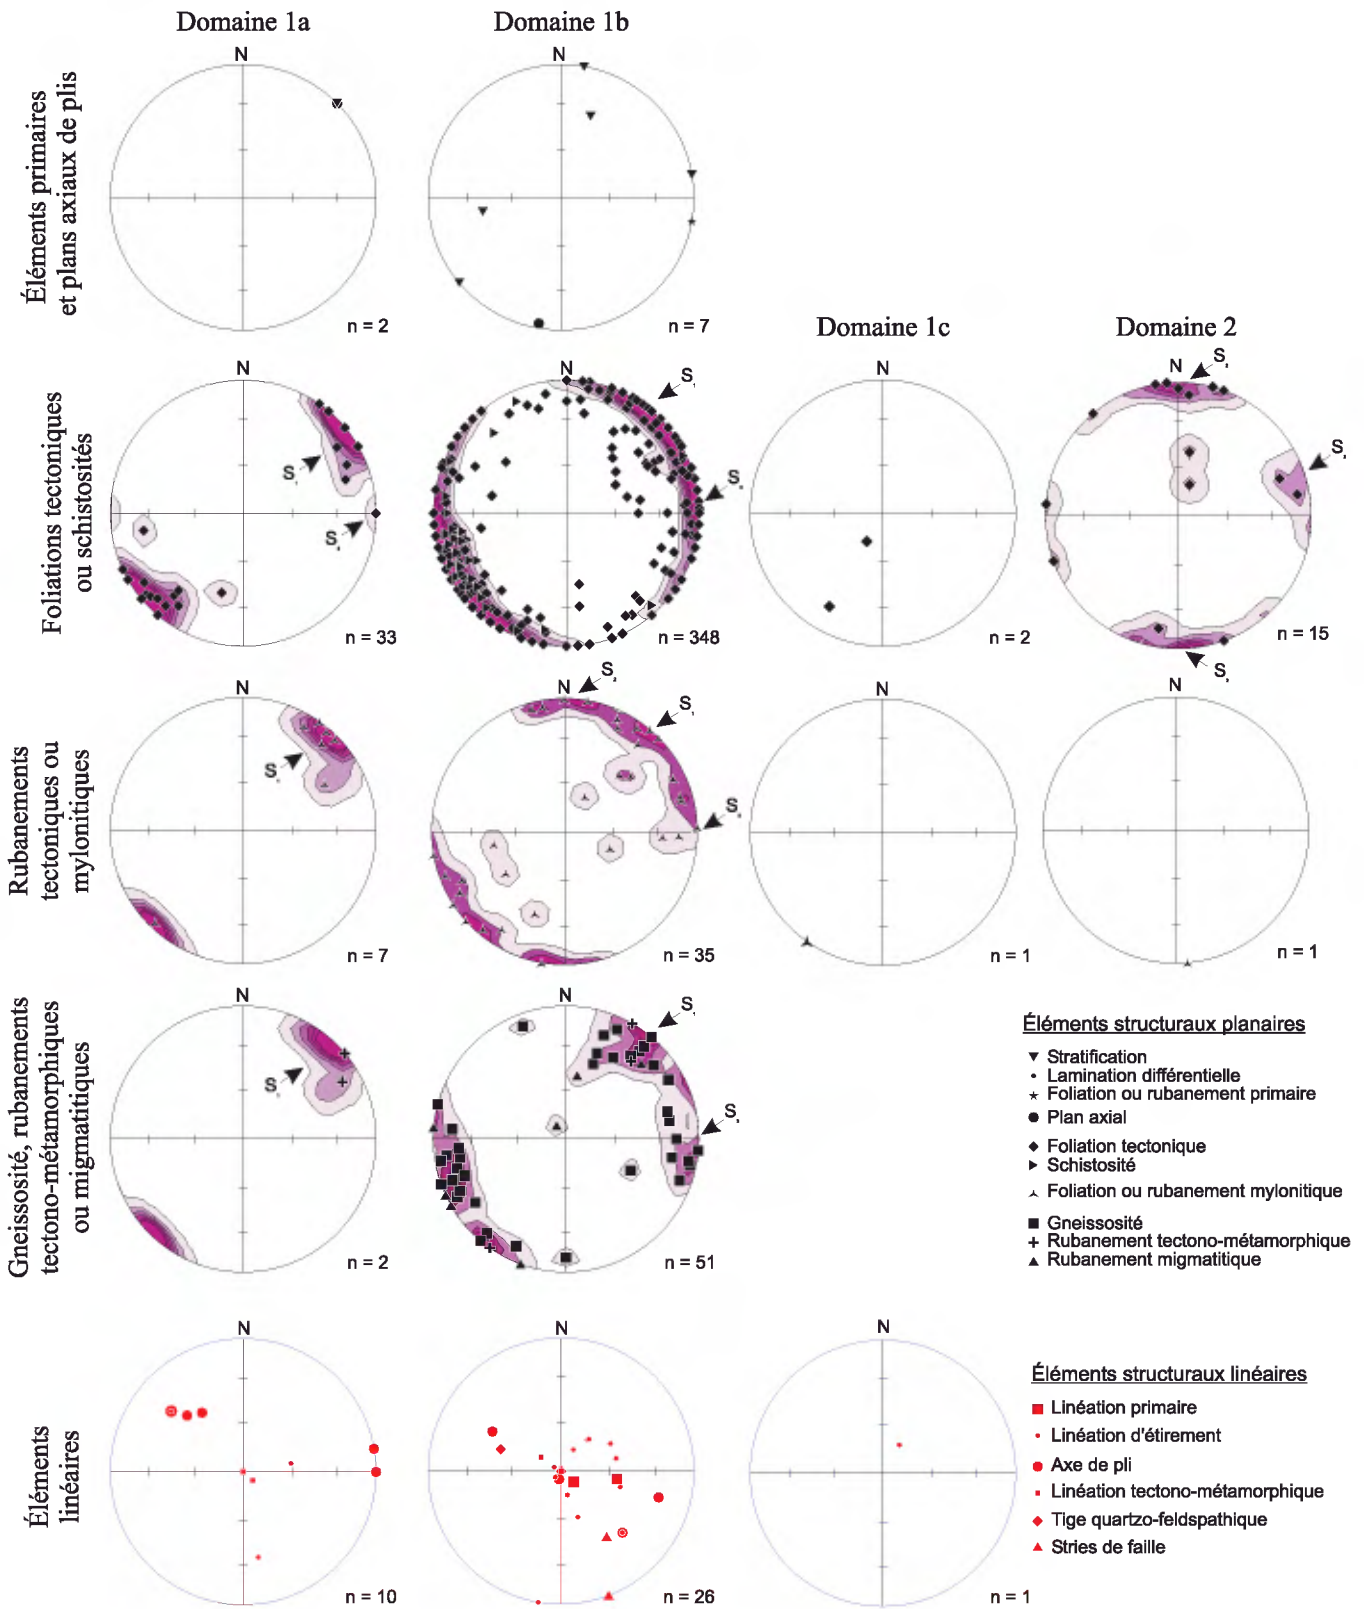 Domaine 1a
Domaine 1b
Éléments primaires
et plans axiaux de plis
N
n = 2
N
n = 7
Domaine 1c
Domaine 2
Foliations tectoniques
ou schistosités
N
S
S
n = 33
N
S
S
n = 348
N
n = 2
N
S
S
S
n = 15
Rubanements
tectoniques ou
mylonitiques
N
S
n = 7
N
S
S
S
n = 35
N
n = 1
N
n = 1
Gneissosité, rubanements
tectono-métamorphiques
ou migmatitiques
N
S
n = 2
N
S
S
n = 51
Éléments structuraux planaires
Stratification
Lamination différentielle
Foliation ou rubanement primaire
Plan axial
Foliation tectonique
Schistosité
Foliation ou rubanement mylonitique
Gneissosité
Rubanement tectono-métamorphique
Rubanement migmatitique
Éléments
linéaires
N
n = 10
N
n = 26
N
n = 1
Éléments structuraux linéaires
Linéation primaire
Linéation d'étirement
Axe de pli
Linéation tectono-métamorphique
Tige quartzo-feldspathique
Stries de faille